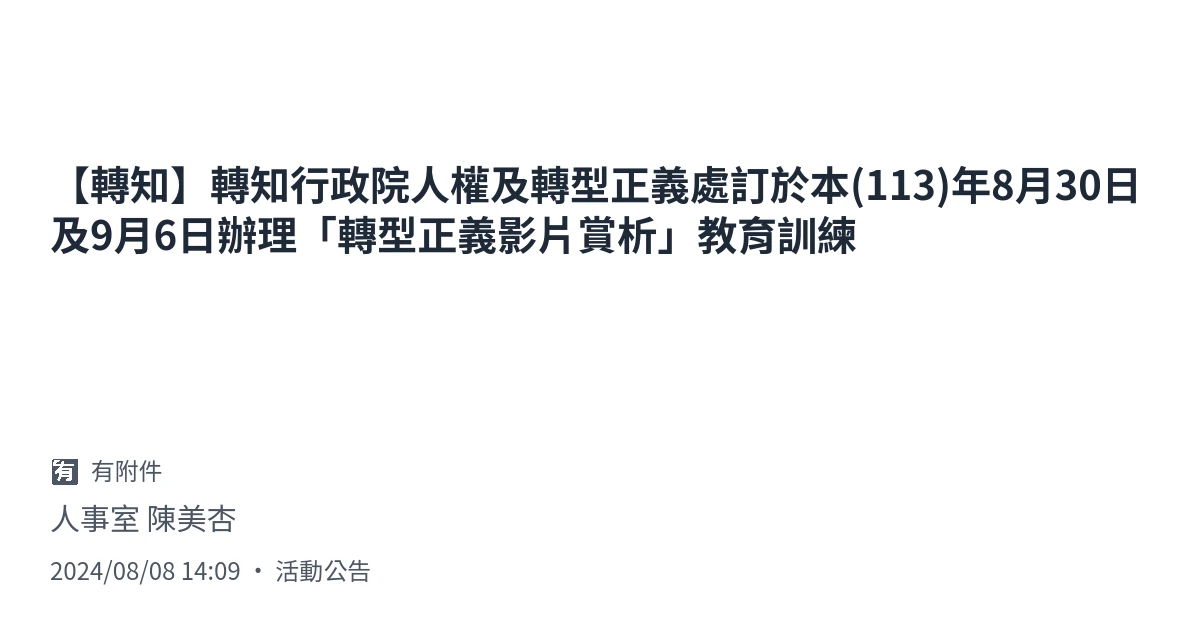 【轉知】轉知行政院人權及轉型正義處訂於本(113)年8月30日
及9月6日辦理「轉型正義影片賞析」教育訓練
有 有附件
人事室 陳美杏
2024/08/08 14:09 • 活動公告